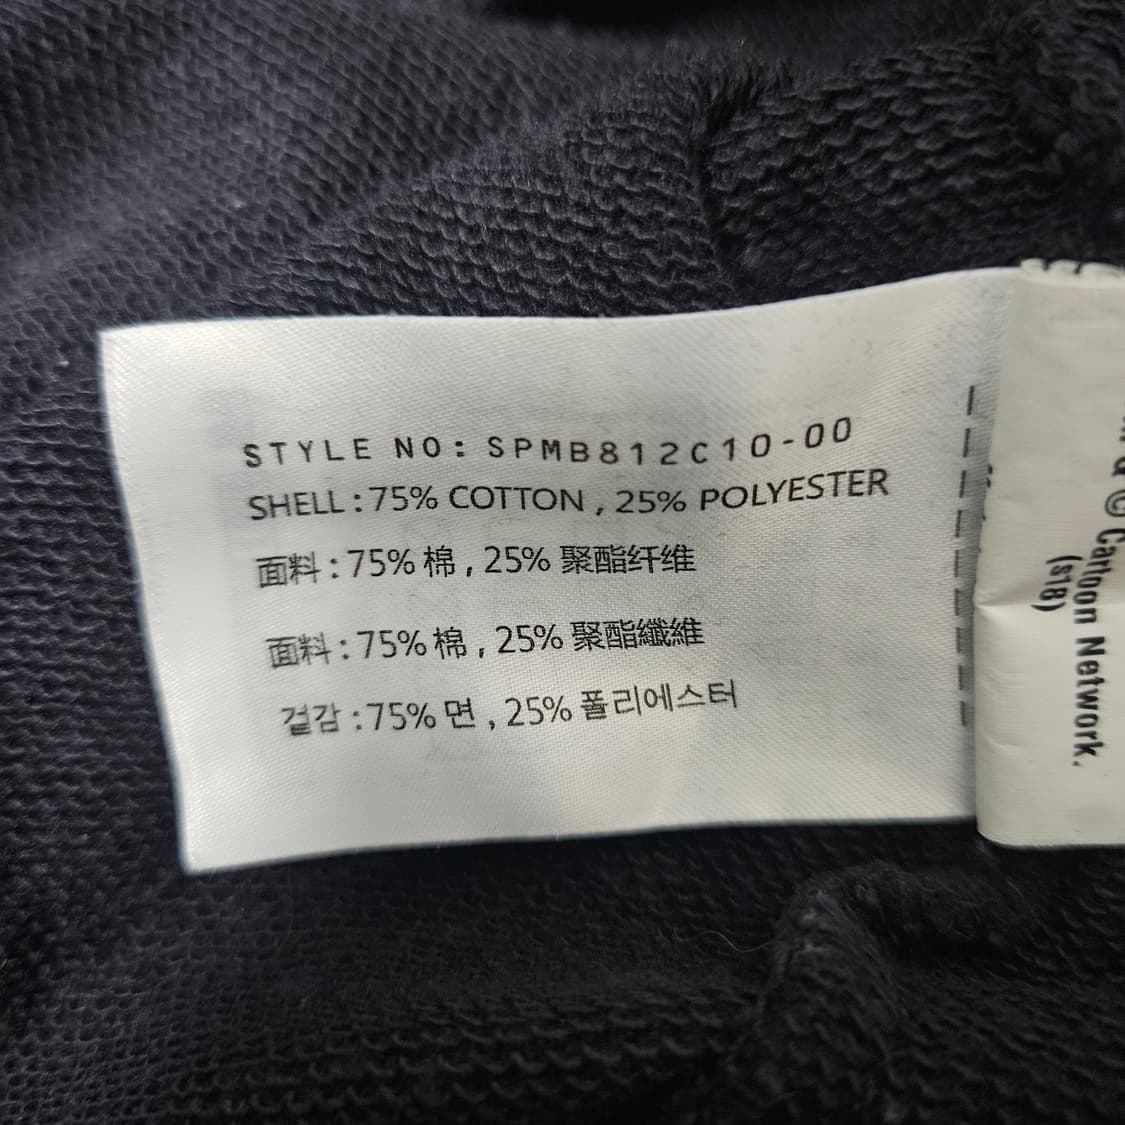 STYLE NO: SPMB812C10-00
SHELL : 75% COTTON , 25% POLYESTER
面料 : 75% 棉 , 25% 聚酯纤维
面料 : 75% 棉 , 25% 聚酯纖維
겉감 : 75% 면 , 25% 폴리에스터
© Cartoon Network.
(s18)